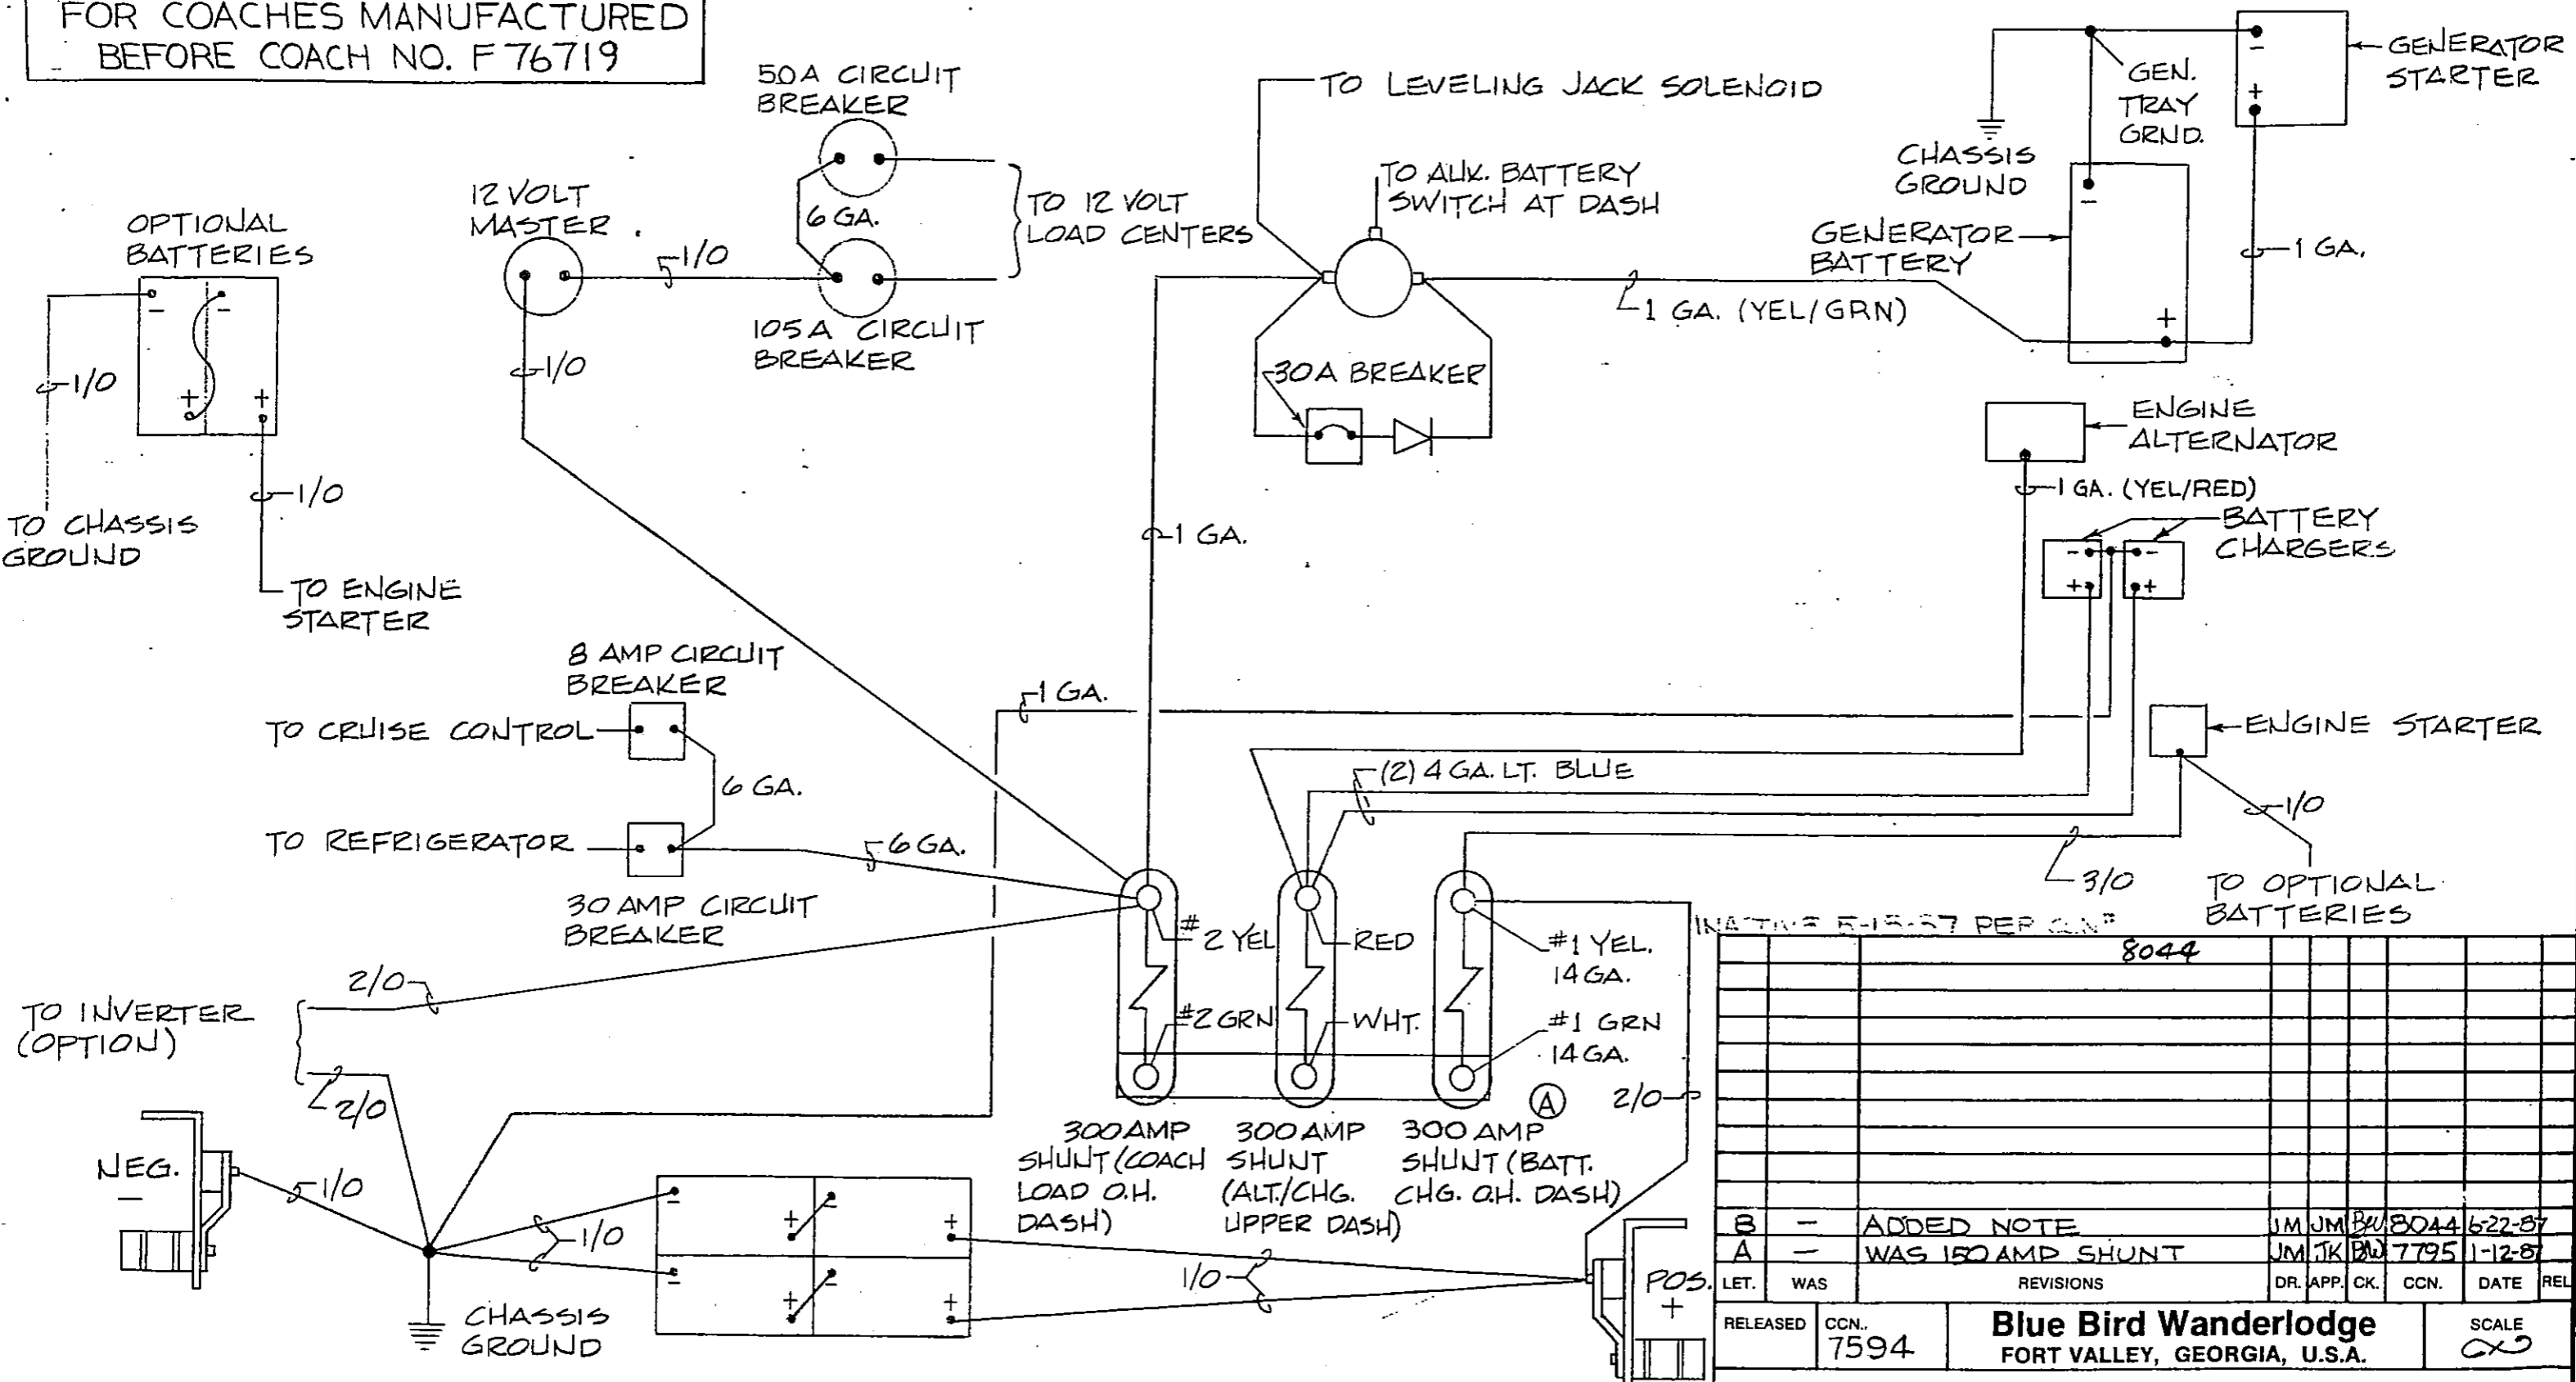 FOR COACHES MANUFACTURED
BEFORE COACH NO. F 76719
50A CIRCUIT
BREAKER
TO LEVELING JACK SOLENOID
GEN.
TRAY
GRND.
-
+
GENERATOR
STARTER
CHASSIS
GROUND
12 VOLT
MASTER
6 GA.
TO 12 VOLT
LOAD CENTERS
TO AUX. BATTERY
SWITCH AT DASH
GENERATOR
BATTERY
-
+
1 GA.
OPTIONAL
BATTERIES
-
-
+
+
1/0
1/0
105A CIRCUIT
BREAKER
1 GA. (YEL/GRN)
1/0
30A BREAKER
ENGINE
ALTERNATOR
1/0
TO CHASSIS
GROUND
TO ENGINE
STARTER
1 GA.
1 GA. (YEL/RED)
BATTERY
CHARGERS
-
-
+
+
8 AMP CIRCUIT
BREAKER
TO CRUISE CONTROL
6 GA.
1 GA.
ENGINE STARTER
(2) 4 GA. LT. BLUE
1/0
TO REFRIGERATOR
6 GA.
30 AMP CIRCUIT
BREAKER
3/0
TO OPTIONAL
BATTERIES
#2 YEL
RED
#1 YEL.
14 GA.
TO INVERTER
(OPTION)
2/0
#2 GRN
WHT.
#1 GRN
14 GA.
2/0
A
2/0
300 AMP
SHUNT (COACH
LOAD O.H.
DASH)
300 AMP
SHUNT
(ALT./CHG.
UPPER DASH)
300 AMP
SHUNT (BATT.
CHG. O.H. DASH)
NEG.
-
1/0
1/0
-
+
-
+
-
+
-
+
1/0
CHASSIS
GROUND
POS.
+
PER
8044
B - ADDED NOTE JM JM BW 8044 6-22-87
A - WAS 150 AMP SHUNT JM JK BW 7795 1-12-87
LET. WAS REVISIONS DR. APP. CK. CCN. DATE REL
RELEASED
CCN..
7594
Blue Bird Wanderlodge
FORT VALLEY, GEORGIA, U.S.A.
SCALE